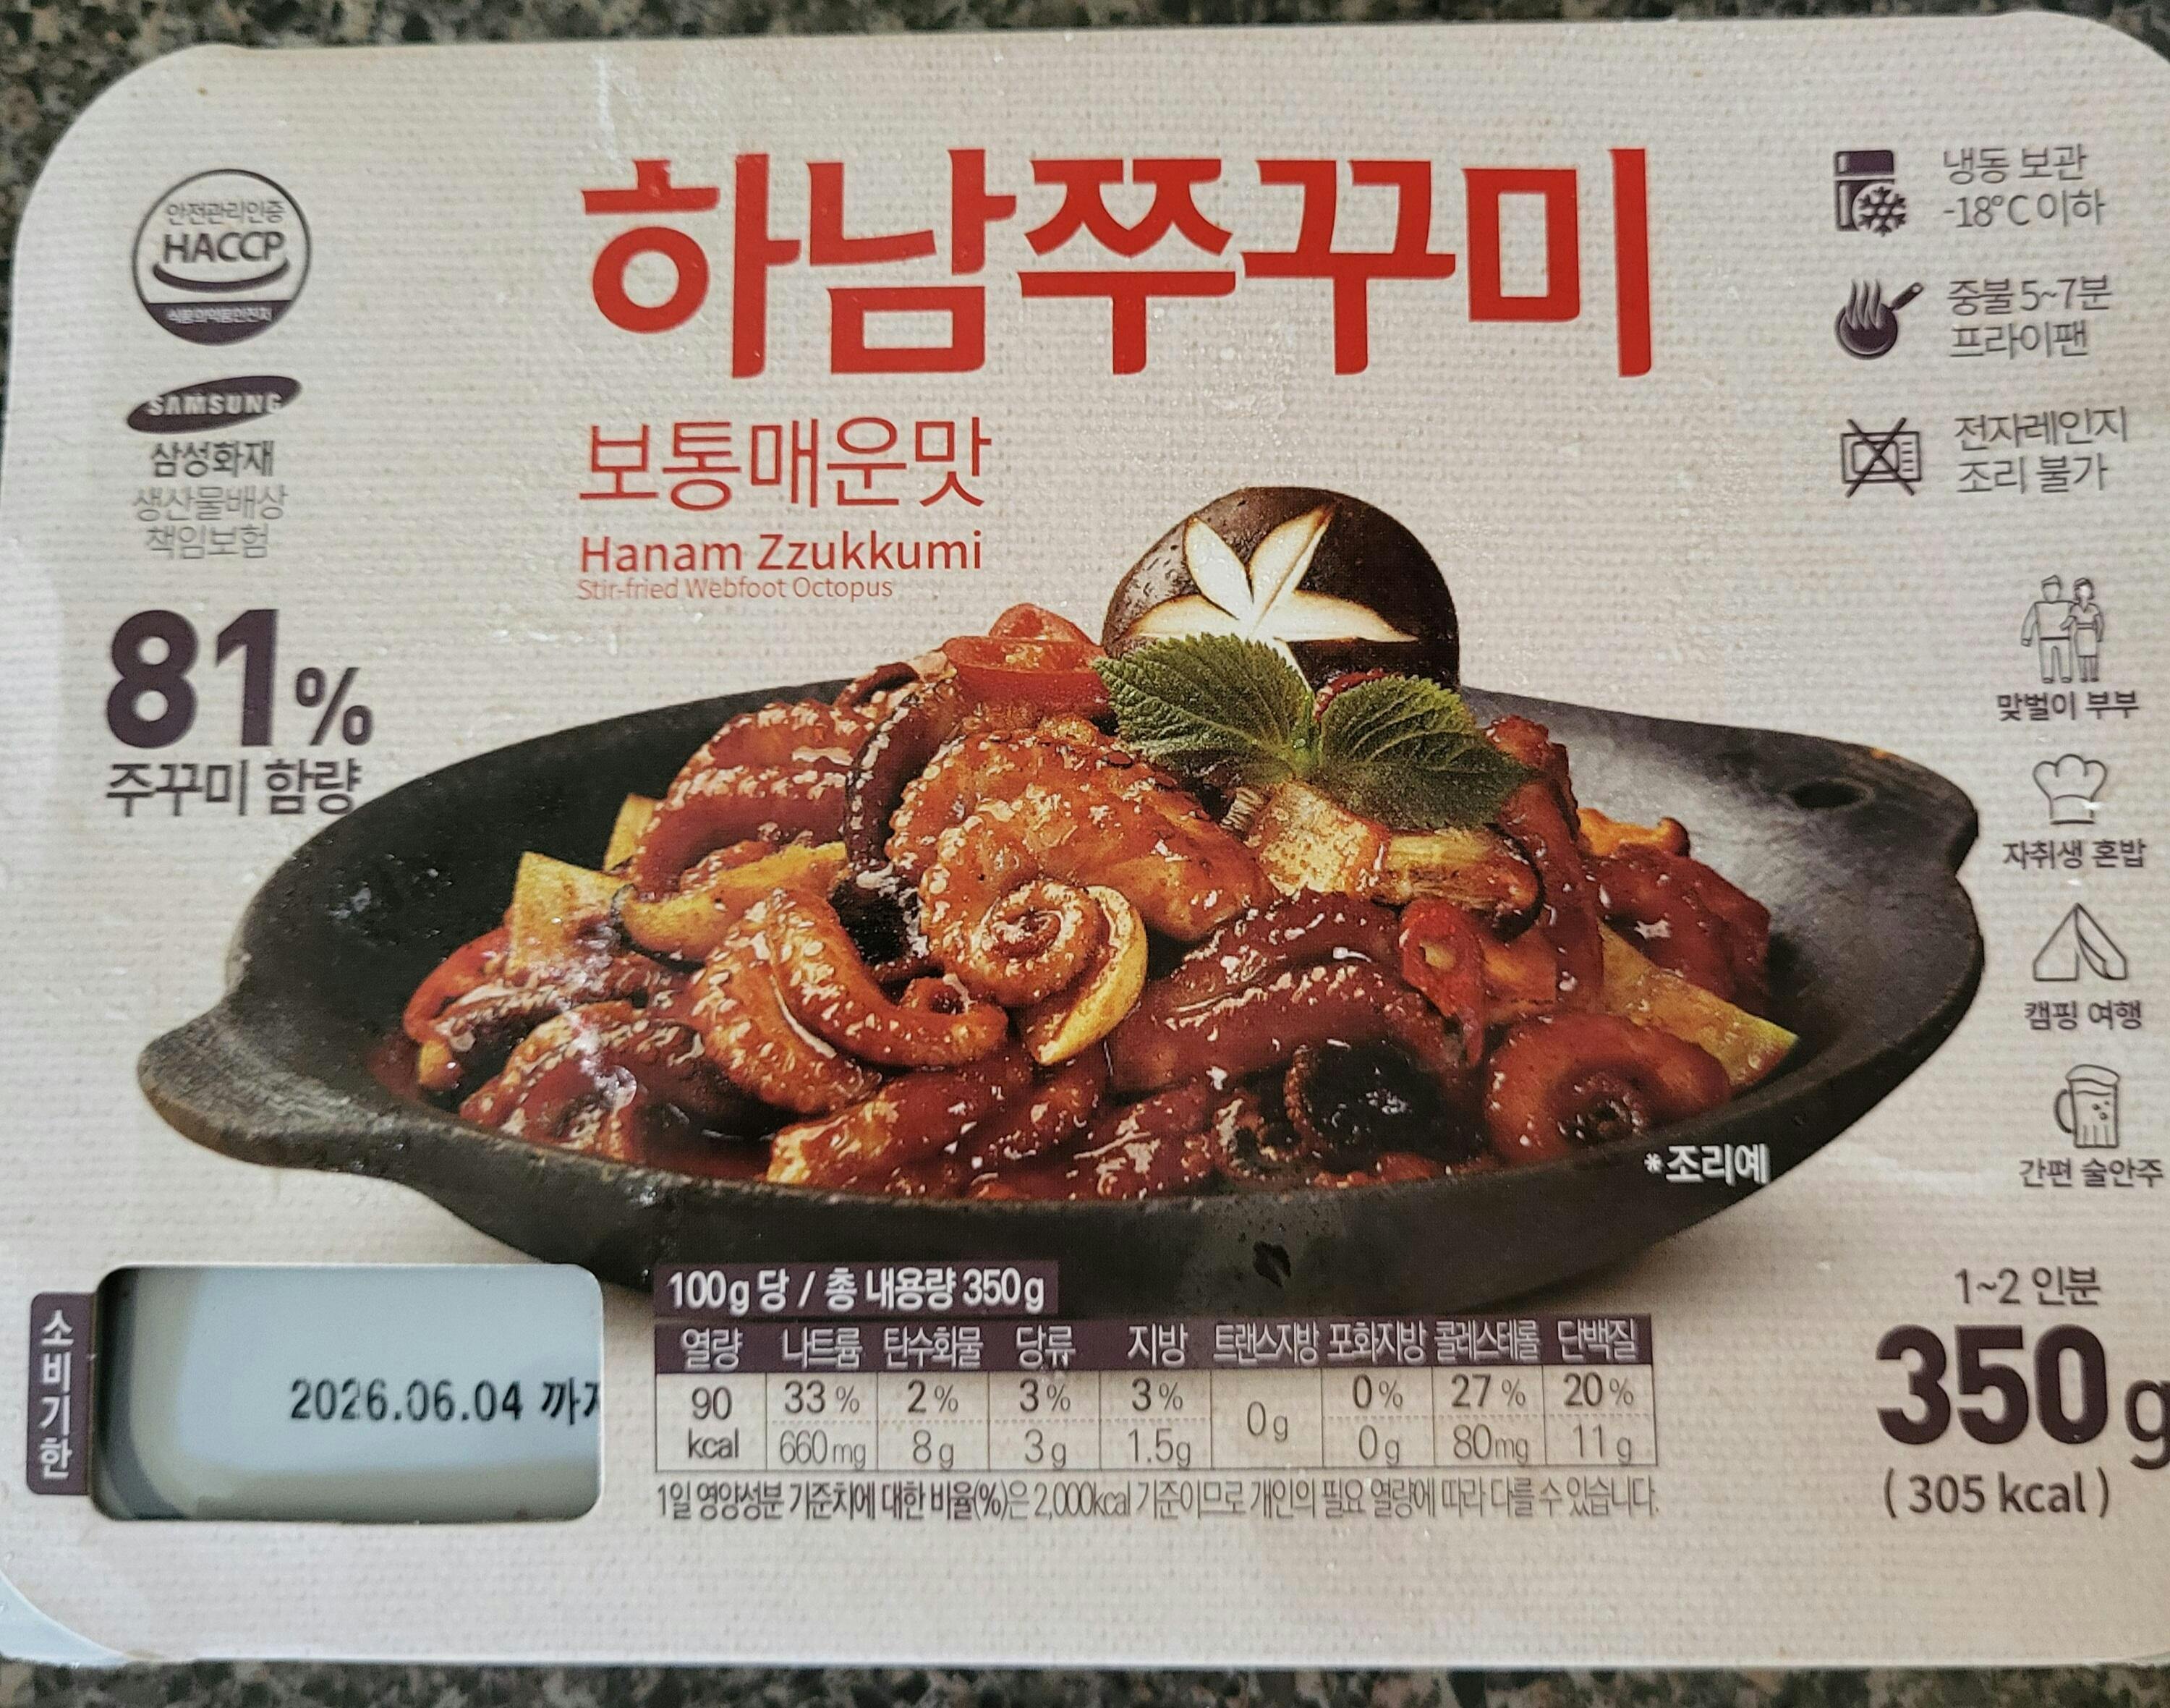 안전관리인증
HACCP
식품의약품안전처
SAMSUNG
삼성화재
생산물배상
책임보험
81%
주꾸미 함량
하남쭈꾸미
보통매운맛
Hanam Zzukkumi
Stir-fried Webfoot Octopus
냉동 보관
-18°C 이하
중불 5~7분
프라이팬
전자레인지
조리 불가
맞벌이 부부
자취생 혼밥
캠핑 여행
간편 술안주
*조리예
소비기한
2026.06.04 까지
100g 당 / 총 내용량 350g
열량 나트륨 탄수화물 당류 지방 트랜스지방 포화지방 콜레스테롤 단백질
90 33% 2% 3% 3% 0g 0% 27% 20%
kcal 660mg 8g 3g 1.5g 0g 80mg 11g
1일 영양성분 기준치에 대한 비율(%)은 2,000kcal 기준이므로 개인의 필요 열량에 따라 다를 수 있습니다.
1~2 인분
350g
(305 kcal)